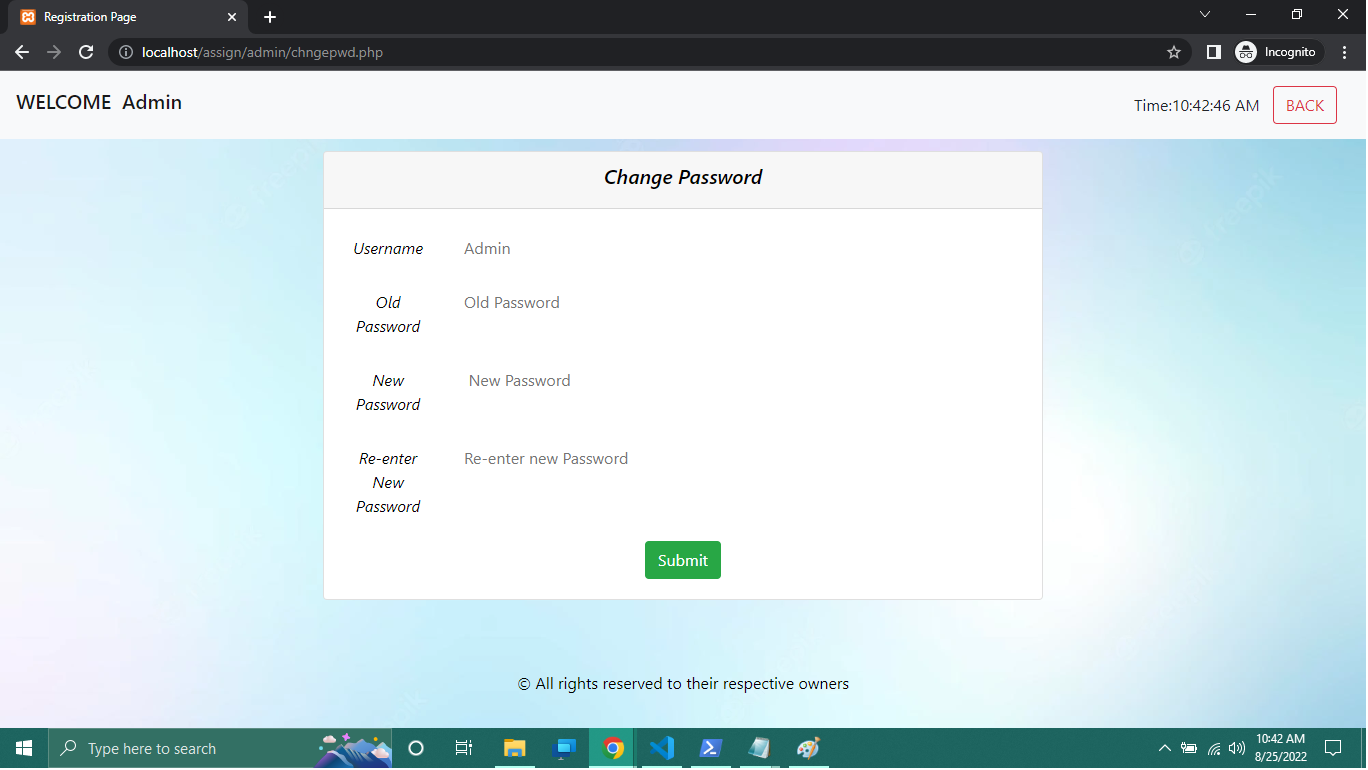 Registration Page
localhost/assign/admin/chngepwd.php
Incognito
WELCOME Admin
Time:10:42:46 AM
BACK
Change Password
Username
Admin
Old
Password
Old Password
New
Password
New Password
Re-enter
New
Password
Re-enter new Password
Submit
© All rights reserved to their respective owners
Type here to search
10:42 AM
8/25/2022